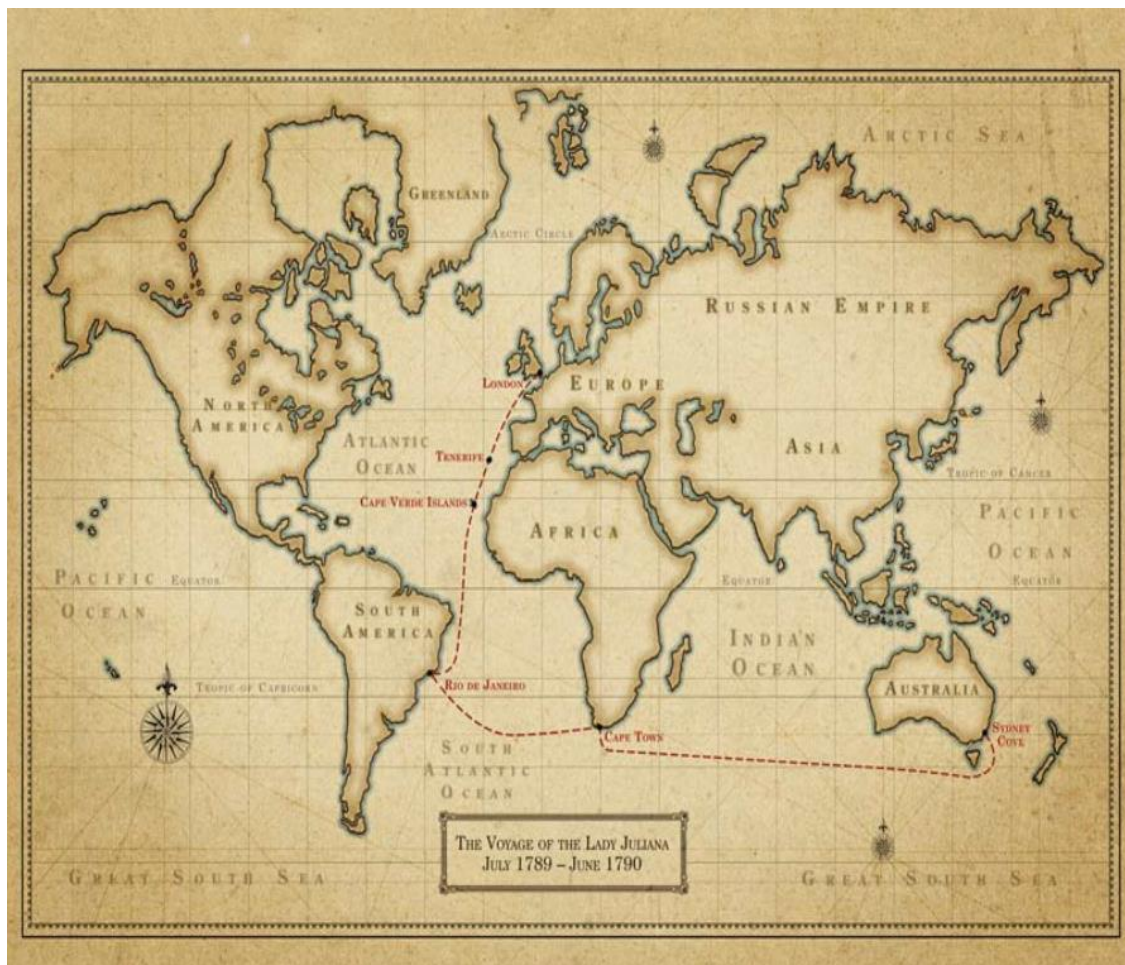 ARCTIC SEA
GREENLAND
ARCTIC CIRCLE
RUSSIAN EMPIRE
LONDON
EUROPE
NORTH
AMERICA
ATLANTIC
OCEAN
ASIA
TENERIFE
TROPIC OF CANCER
CAPE VERDE ISLANDS
AFRICA
PACIFIC
OCEAN
PACIFIC
OCEAN
EQUATOR
EQUATOR
EQUATOR
SOUTH
AMERICA
INDIAN
OCEAN
RIO DE JANEIRO
TROPIC OF CAPRICORN
AUSTRALIA
SYDNEY
COVE
CAPE TOWN
SOUTH
ATLANTIC
OCEAN
THE VOYAGE OF THE LADY JULIANA
JULY 1789 – JUNE 1790
GREAT SOUTH SEA
GREAT SOUTH SEA